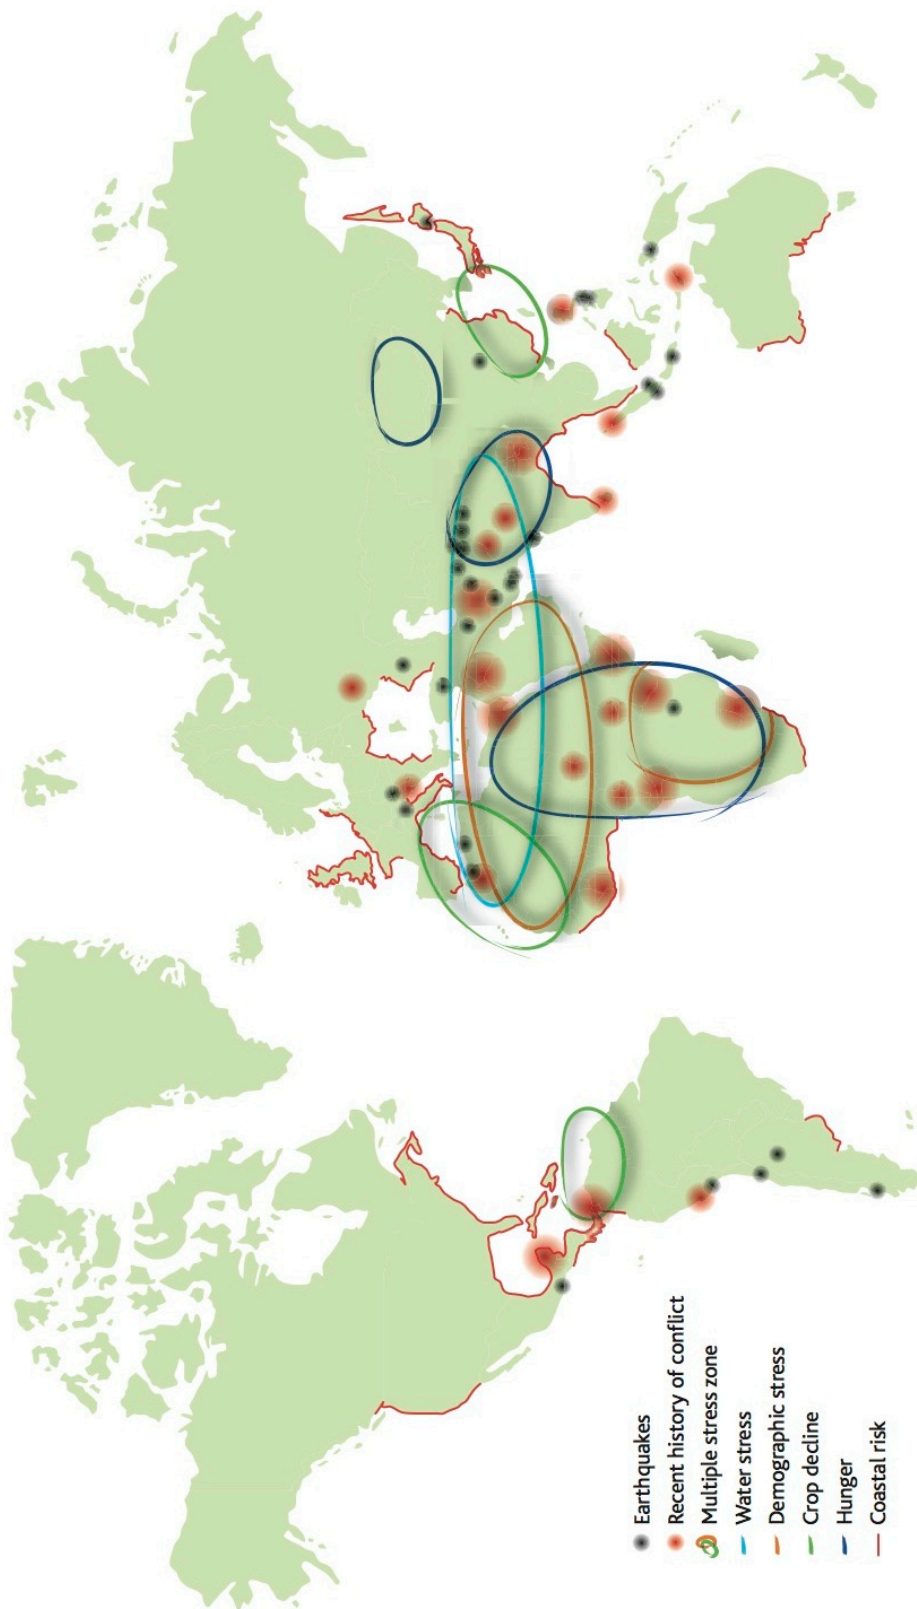 Earthquakes
Recent history of conflict
Multiple stress zone
Water stress
Demographic stress
Crop decline
Hunger
Coastal risk